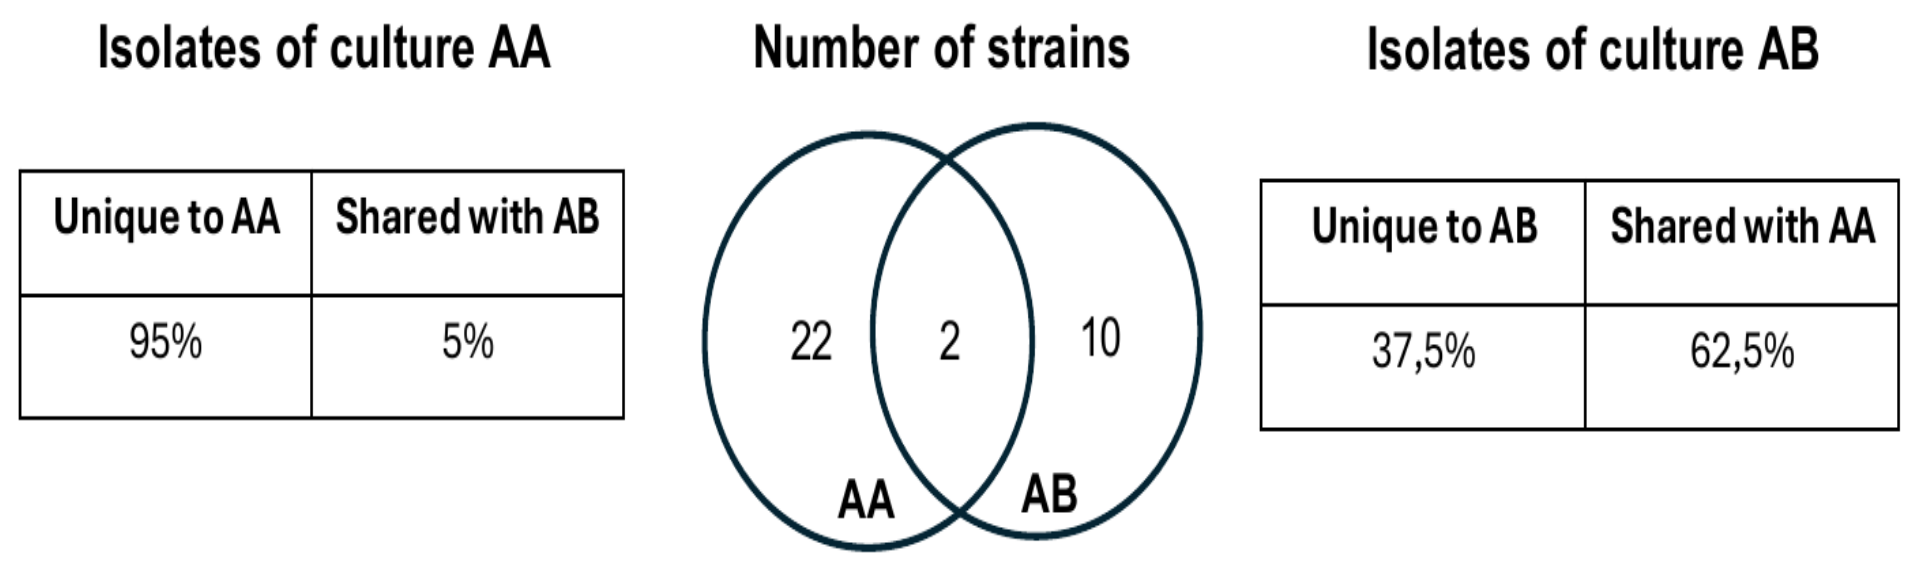 Isolates of culture AA
Unique to AA
Shared with AB
95%
5%
Number of strains
22
2
10
AA
AB
Isolates of culture AB
Unique to AB
Shared with AA
37,5%
62,5%